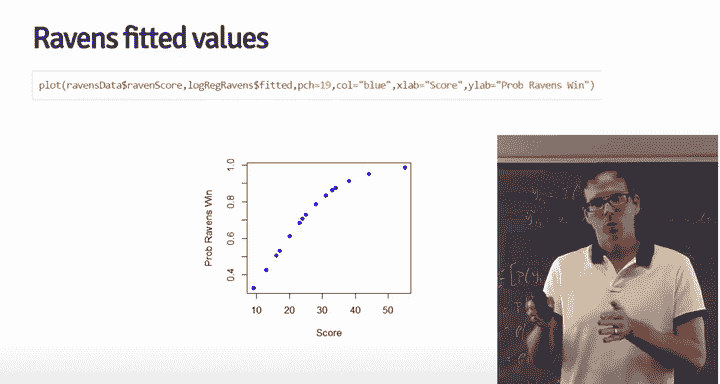 Ravens fitted values
plot(ravensData$ravenScore,logRegRavens$fitted,pch=19,col="blue",xlab="Score",ylab="Prob Ravens Win")
Prob Ravens Win
1.0
0.8
0.6
0.4
10 20 30 40 50
Score